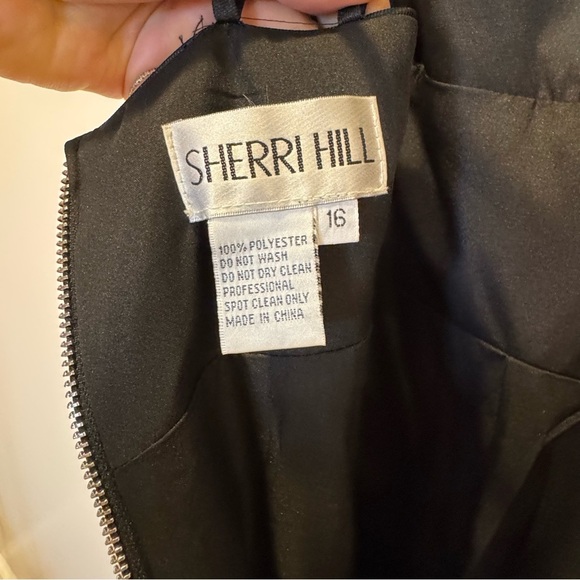 SHERRI HILL
16
100% POLYESTER
DO NOT WASH
DO NOT DRY CLEAN
PROFESSIONAL
SPOT CLEAN ONLY
MADE IN CHINA